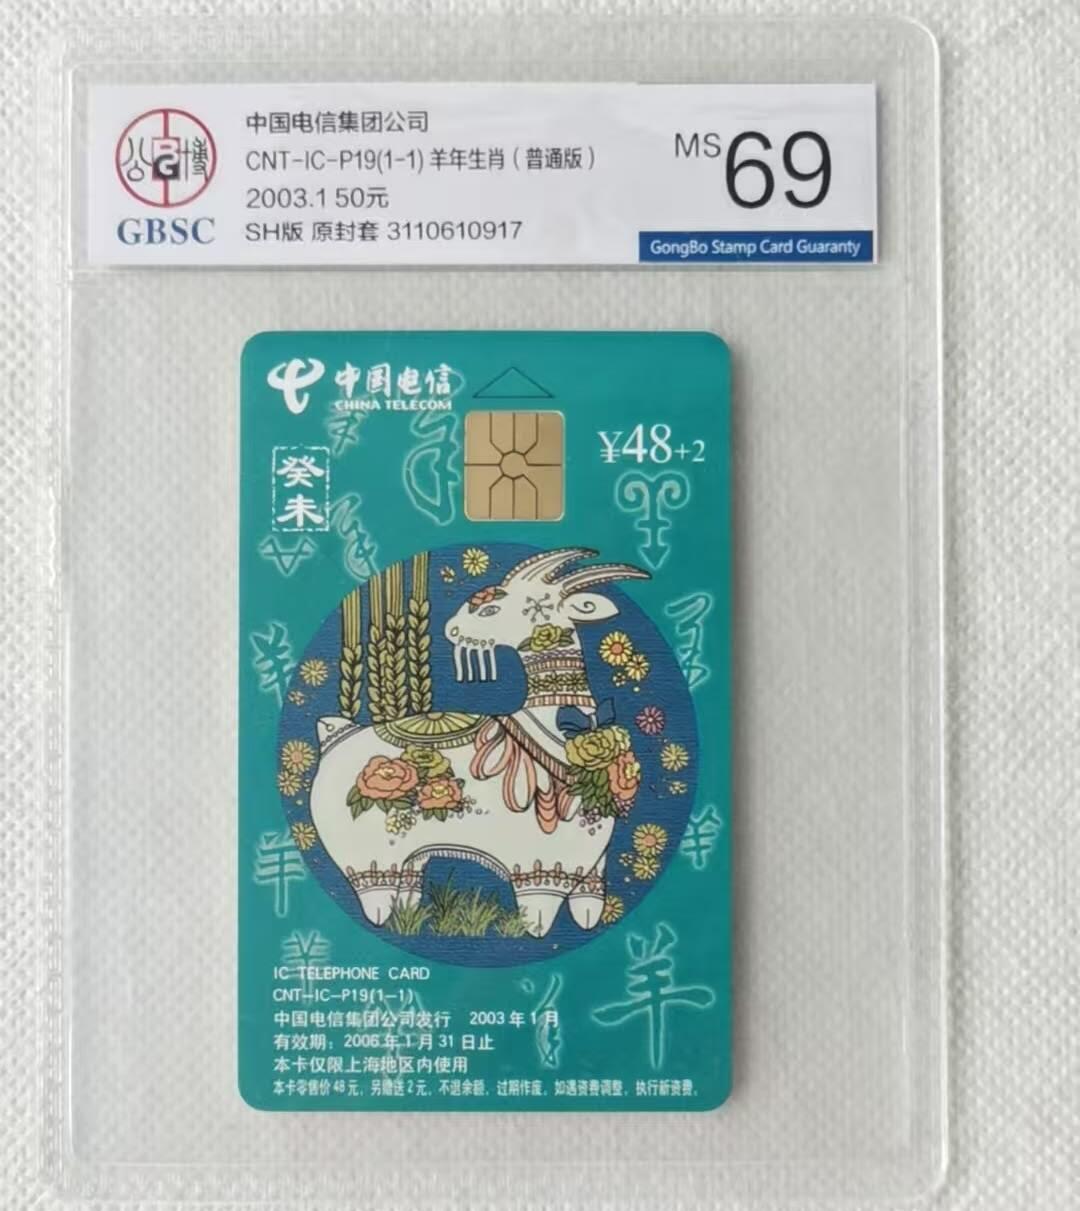 中国电信集团公司
CNT-IC-P19(1-1) 羊年生肖（普通版）
2003.1 50元
SH版 原封套 3110610917
公博
GBSC
MS 69
GongBo Stamp Card Guaranty
中国电信
CHINA TELECOM
¥48+2
癸未
羊
羊
羊
羊
IC TELEPHONE CARD
CNT-IC-P19(1-1)
中国电信集团公司发行 2003年1月
有效期：2006年1月31日止
本卡仅限上海地区内使用
本卡零售价48元，另赠送2元，不退余额，过期作废。如遇资费调整，执行新资费。